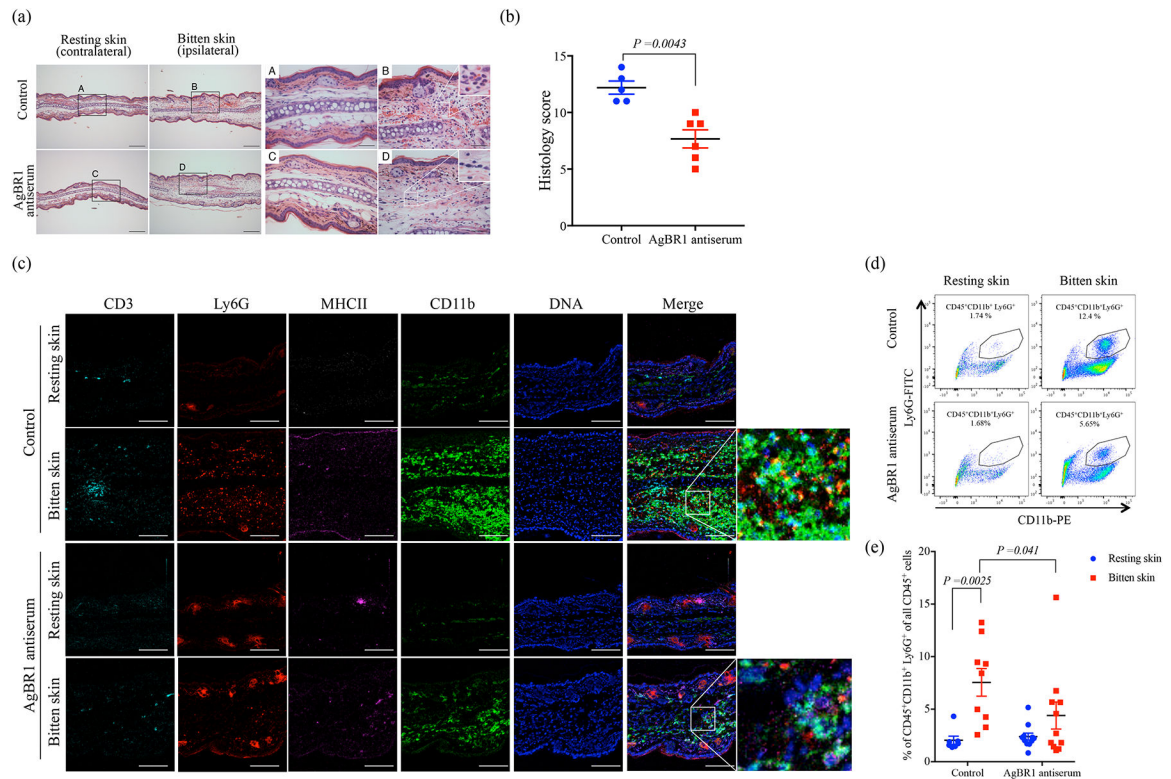 (a)
Resting skin
(contralateral)
Bitten skin
(ipsilateral)
Control
AgBR1
antiserum
A
B
C
D
A
B
C
D
(b)
P =0.0043
Histology score
15
10
5
0
Control
AgBR1 antiserum
(c)
CD3
Ly6G
MHCII
CD11b
DNA
Merge
Control
Resting skin
Bitten skin
AgBR1 antiserum
Resting skin
Bitten skin
(d)
Resting skin
Bitten skin
Control
AgBR1 antiserum
Ly6G-FITC
CD45⁺CD11b⁺ Ly6G⁺
1.74 %
CD45⁺CD11b⁺Ly6G⁺
12.4 %
CD45⁺CD11b⁺Ly6G⁺
1.68%
CD45⁺CD11b⁺Ly6G⁺
5.65%
CD11b-PE
(e)
Resting skin
Bitten skin
P =0.041
P =0.0025
% of CD45⁺CD11b⁺ Ly6G⁺ of all CD45⁺ cells
20
15
10
5
0
Control
AgBR1 antiserum